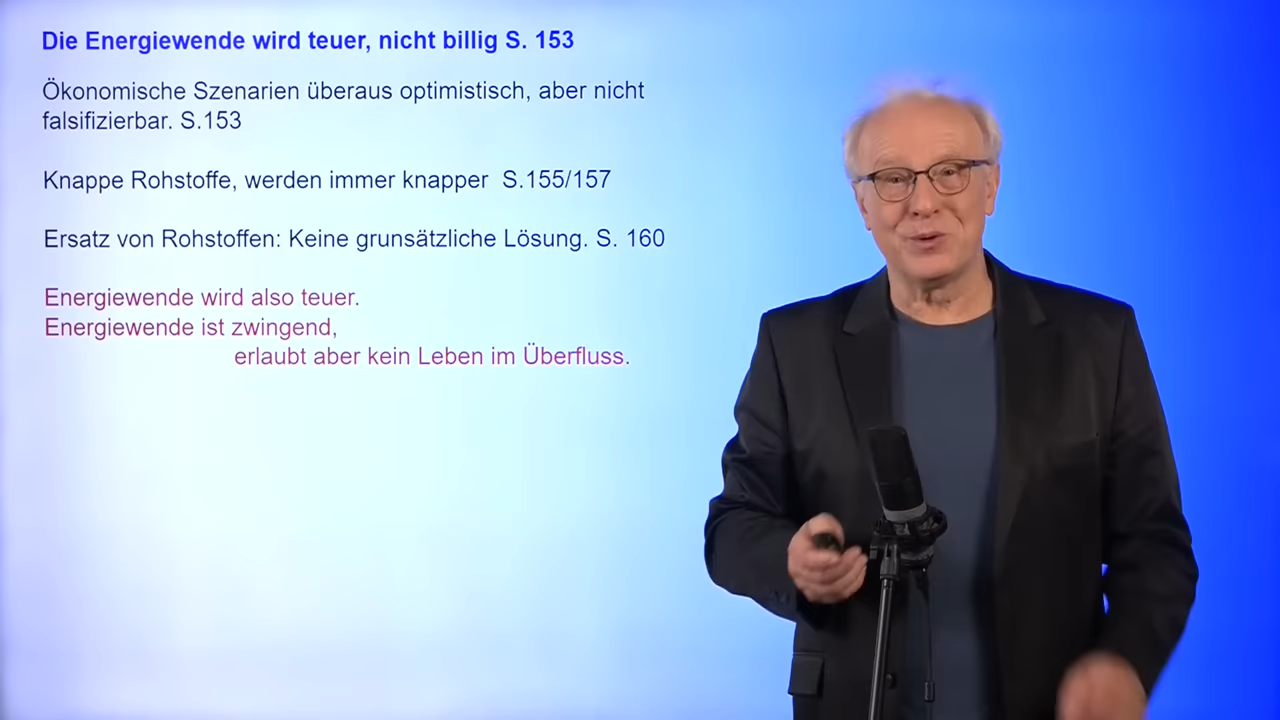 Die Energiewende wird teuer, nicht billig S. 153
Ökonomische Szenarien überaus optimistisch, aber nicht
falsifizierbar. S.153
Knappe Rohstoffe, werden immer knapper S.155/157
Ersatz von Rohstoffen: Keine grunsätzliche Lösung. S. 160
Energiewende wird also teuer.
Energiewende ist zwingend,
erlaubt aber kein Leben im Überfluss.